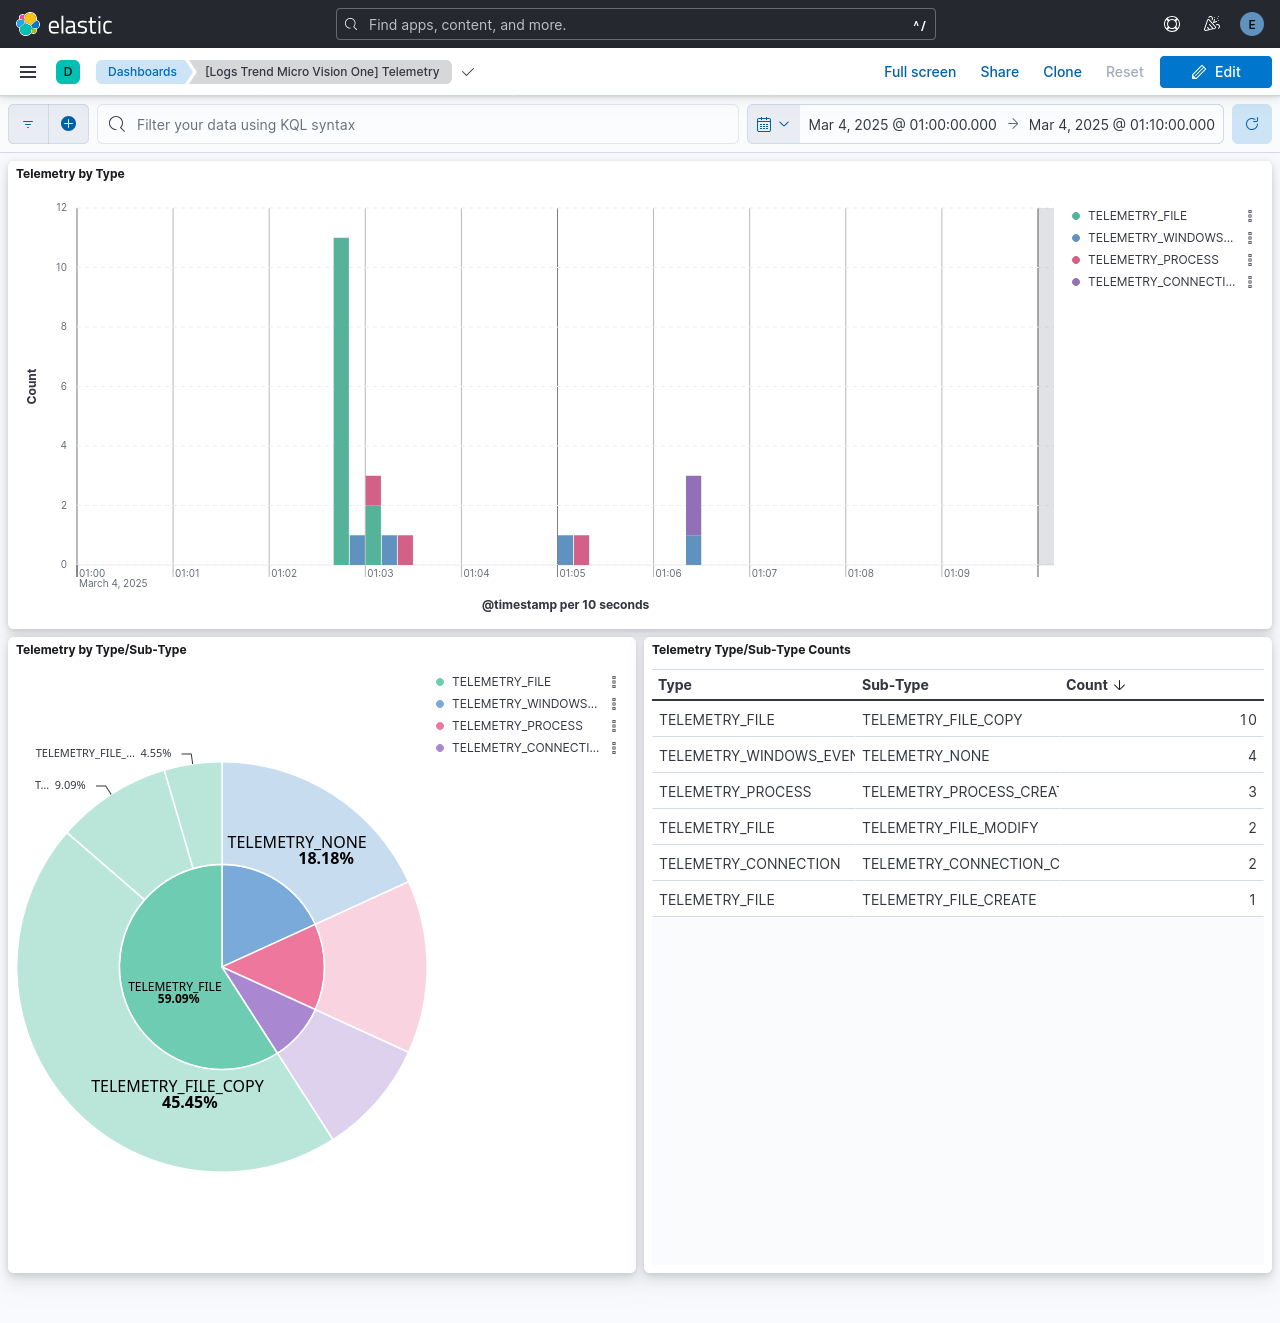 elastic
Find apps, content, and more.
^/
E
D
Dashboards
[Logs Trend Micro Vision One] Telemetry
Full screen
Share
Clone
Reset
Edit
Filter your data using KQL syntax
Mar 4, 2025 @ 01:00:00.000 → Mar 4, 2025 @ 01:10:00.000
Telemetry by Type
12
10
8
6
4
2
0
Count
01:00
01:01
01:02
01:03
01:04
01:05
01:06
01:07
01:08
01:09
March 4, 2025
@timestamp per 10 seconds
TELEMETRY_FILE
TELEMETRY_WINDOWS...
TELEMETRY_PROCESS
TELEMETRY_CONNECTI...
Telemetry by Type/Sub-Type
TELEMETRY_FILE
TELEMETRY_WINDOWS...
TELEMETRY_PROCESS
TELEMETRY_CONNECTI...
TELEMETRY_FILE_... 4.55%
T... 9.09%
TELEMETRY_NONE
18.18%
TELEMETRY_FILE
59.09%
TELEMETRY_FILE_COPY
45.45%
Telemetry Type/Sub-Type Counts
Type Sub-Type Count
TELEMETRY_FILE TELEMETRY_FILE_COPY 10
TELEMETRY_WINDOWS_EVEN TELEMETRY_NONE 4
TELEMETRY_PROCESS TELEMETRY_PROCESS_CREAT 3
TELEMETRY_FILE TELEMETRY_FILE_MODIFY 2
TELEMETRY_CONNECTION TELEMETRY_CONNECTION_C 2
TELEMETRY_FILE TELEMETRY_FILE_CREATE 1